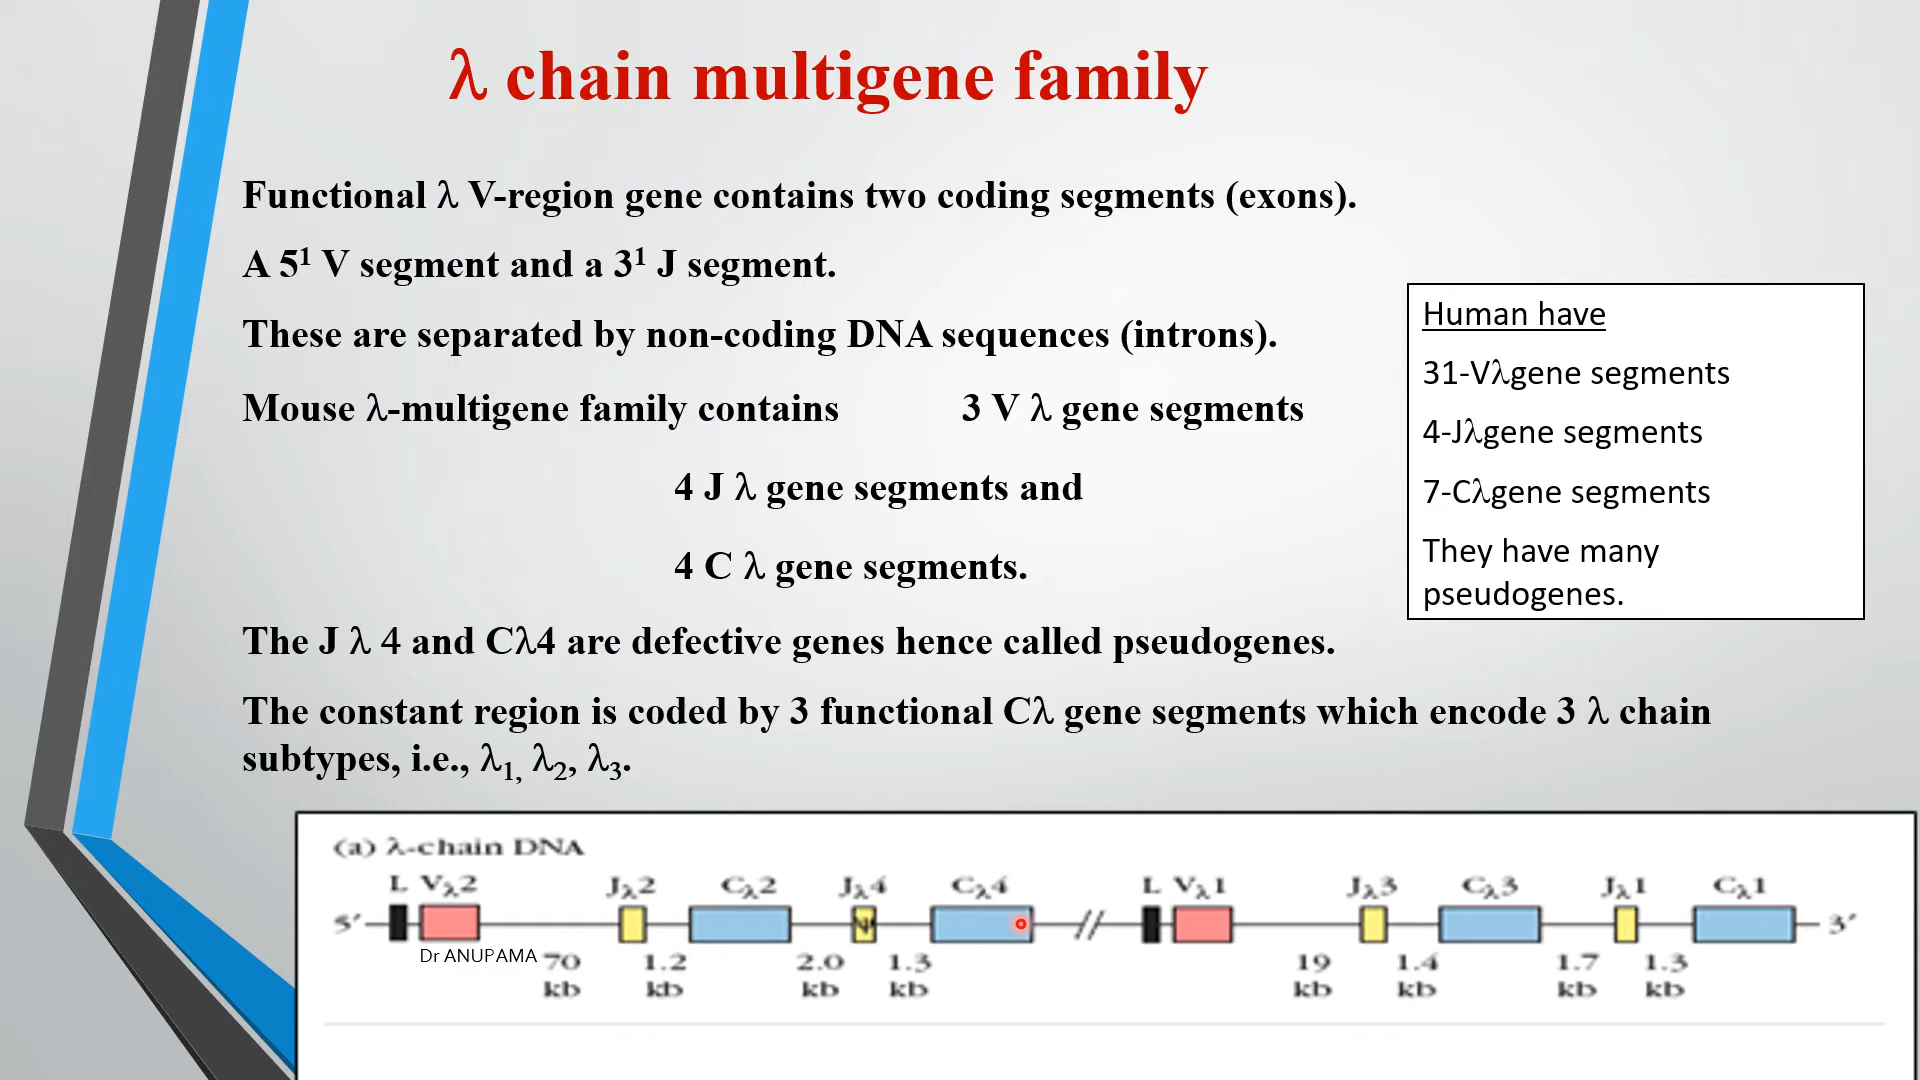 λ chain multigene family
Functional λ V-region gene contains two coding segments (exons).
A 5¹ V segment and a 3¹ J segment.
These are separated by non-coding DNA sequences (introns).
Mouse λ-multigene family contains 3 V λ gene segments
4 J λ gene segments and
4 C λ gene segments.
The J λ 4 and Cλ4 are defective genes hence called pseudogenes.
The constant region is coded by 3 functional Cλ gene segments which encode 3 λ chain
subtypes, i.e., λ₁, λ₂, λ₃.
Human have
31-Vλgene segments
4-Jλgene segments
7-Cλgene segments
They have many
pseudogenes.
(a) λ-chain DNA
L Vλ2 Jλ2 Cλ2 Jλ4 Cλ4 L Vλ1 Jλ3 Cλ3 Jλ1 Cλ1
5′ // 3′
Dr ANUPAMA
70 1.2 2.0 1.3 19 1.4 1.7 1.3
kb kb kb kb kb kb kb kb